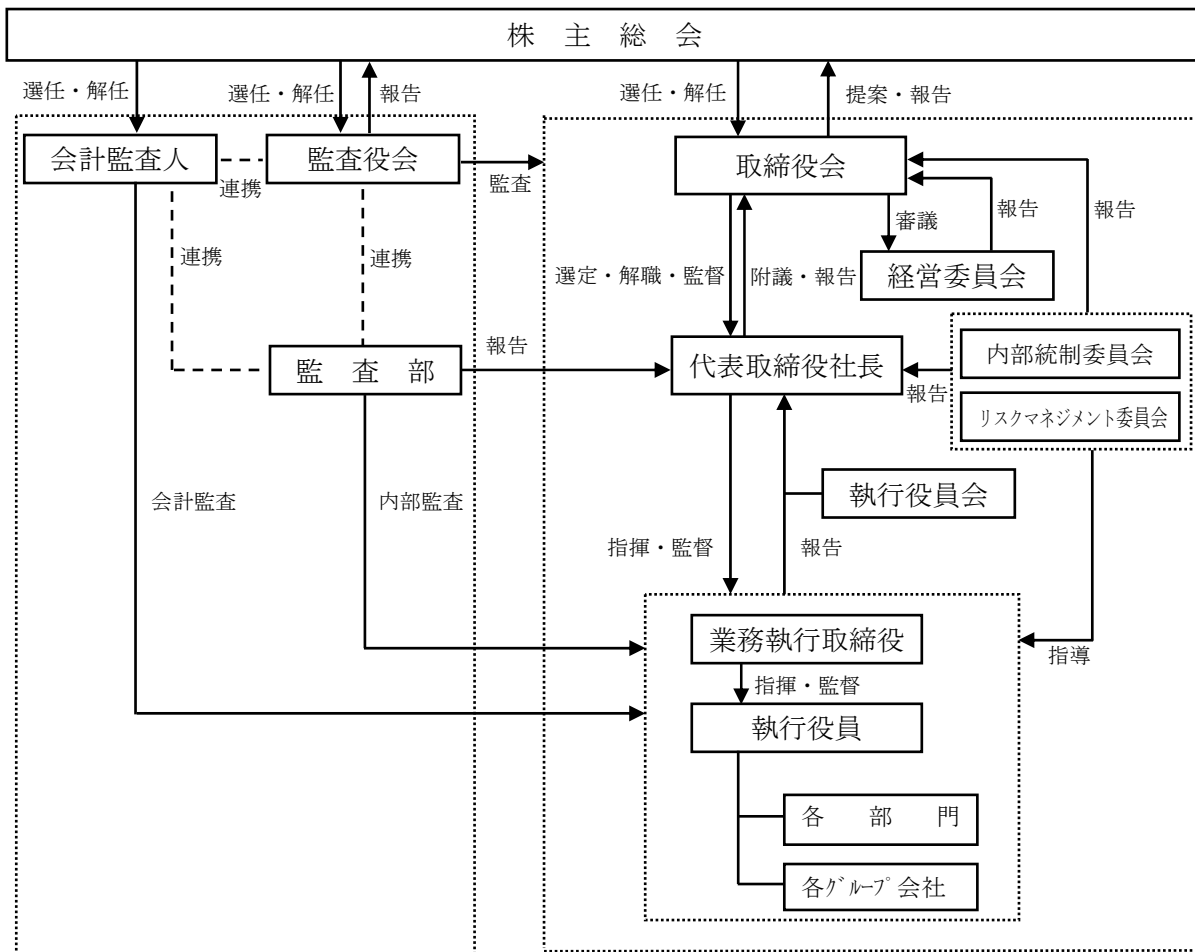 株主総会
選任・解任
選任・解任
報告
選任・解任
提案・報告
会計監査人
監査役会
取締役会
連携
監査
連携
連携
審議
報告
報告
選定・解職・監督
附議・報告
経営委員会
監査部
報告
代表取締役社長
報告
内部統制委員会
リスクマネジメント委員会
会計監査
内部監査
執行役員会
指揮・監督
報告
業務執行取締役
指導
指揮・監督
執行役員
各部門
各グループ会社